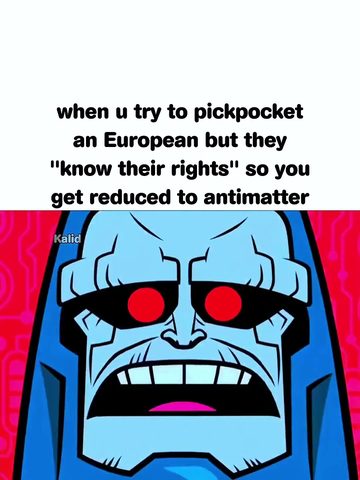 when u try to pickpocket
an European but they
"know their rights" so you
get reduced to antimatter
Kalid